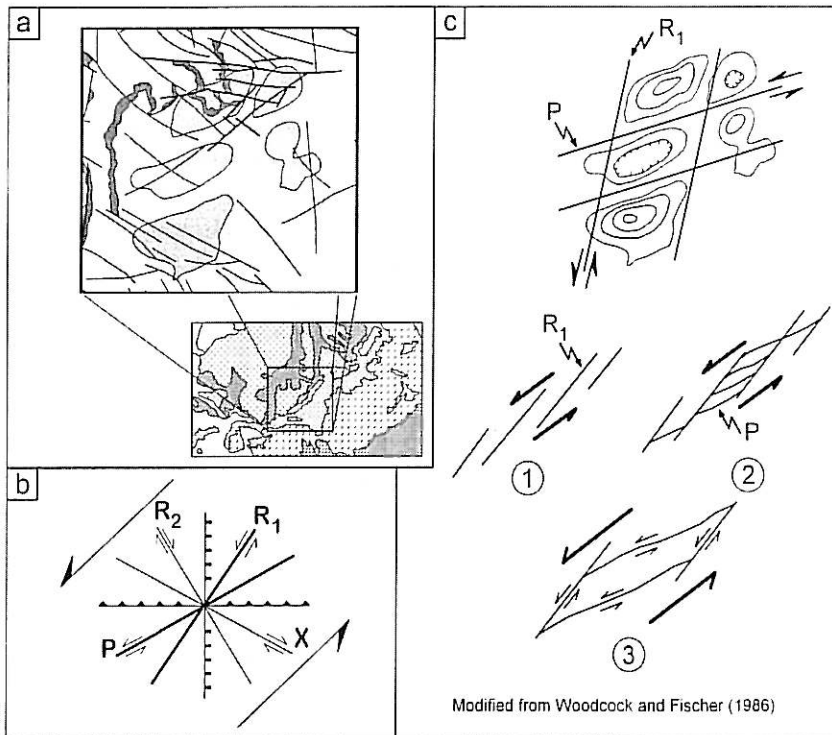 a
c
R1
P
R1
P
1
2
3
b
R2
R1
P
X
Modified from Woodcock and Fischer (1986)